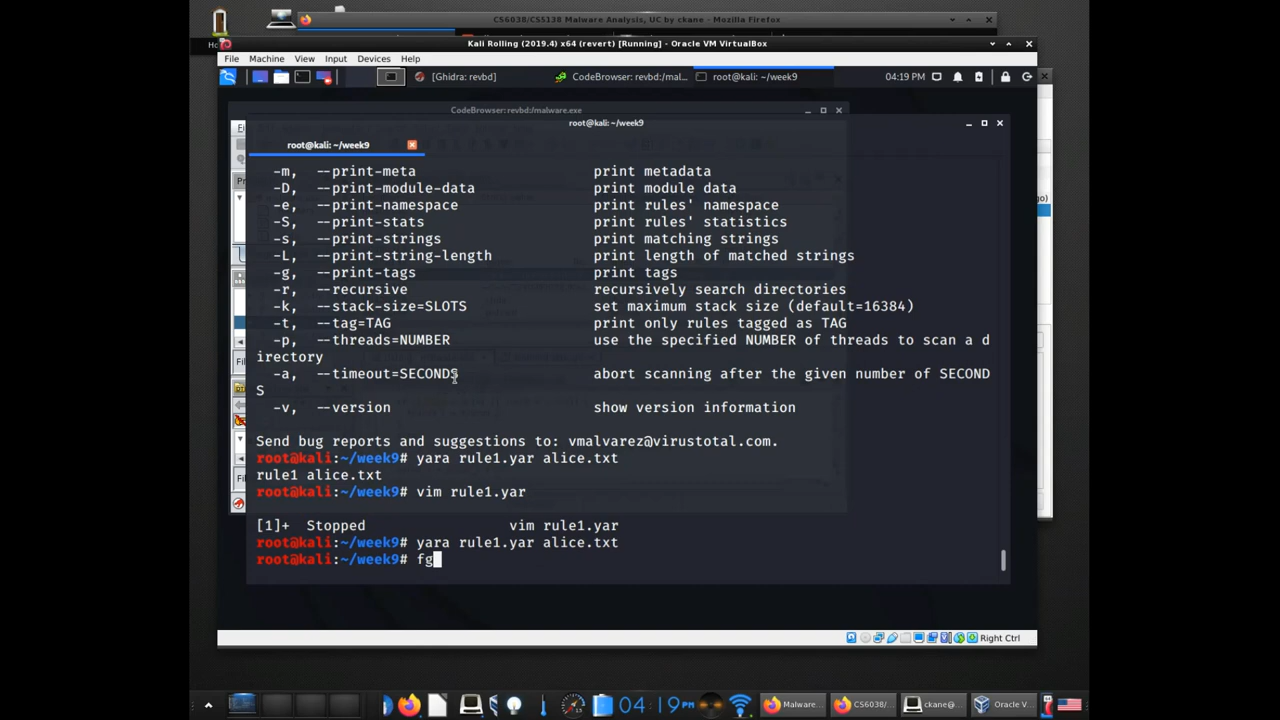 CS6038/CS5138 Malware Analysis, UC by ckane - Mozilla Firefox
Kali Rolling (2019.4) x64 (revert) [Running] - Oracle VM VirtualBox
File Machine View Input Devices Help
[Ghidra: revbd] CodeBrowser: revbd:/mal... root@kali: ~/week9 04:19 PM
CodeBrowser: revbd:/malware.exe
root@kali: ~/week9
root@kali: ~/week9
-m, --print-meta print metadata
-D, --print-module-data print module data
-e, --print-namespace print rules' namespace
-S, --print-stats print rules' statistics
-s, --print-strings print matching strings
-L, --print-string-length print length of matched strings
-g, --print-tags print tags
-r, --recursive recursively search directories
-k, --stack-size=SLOTS set maximum stack size (default=16384)
-t, --tag=TAG print only rules tagged as TAG
-p, --threads=NUMBER use the specified NUMBER of threads to scan a d
irectory
-a, --timeout=SECONDS abort scanning after the given number of SECOND
S
-v, --version show version information
Send bug reports and suggestions to: vmalvarez@virustotal.com.
root@kali:~/week9# yara rule1.yar alice.txt
rule1 alice.txt
root@kali:~/week9# vim rule1.yar
[1]+ Stopped vim rule1.yar
root@kali:~/week9# yara rule1.yar alice.txt
root@kali:~/week9# fg
Right Ctrl
04 19 PM Malware... CS6038/... ckane@... Oracle V...